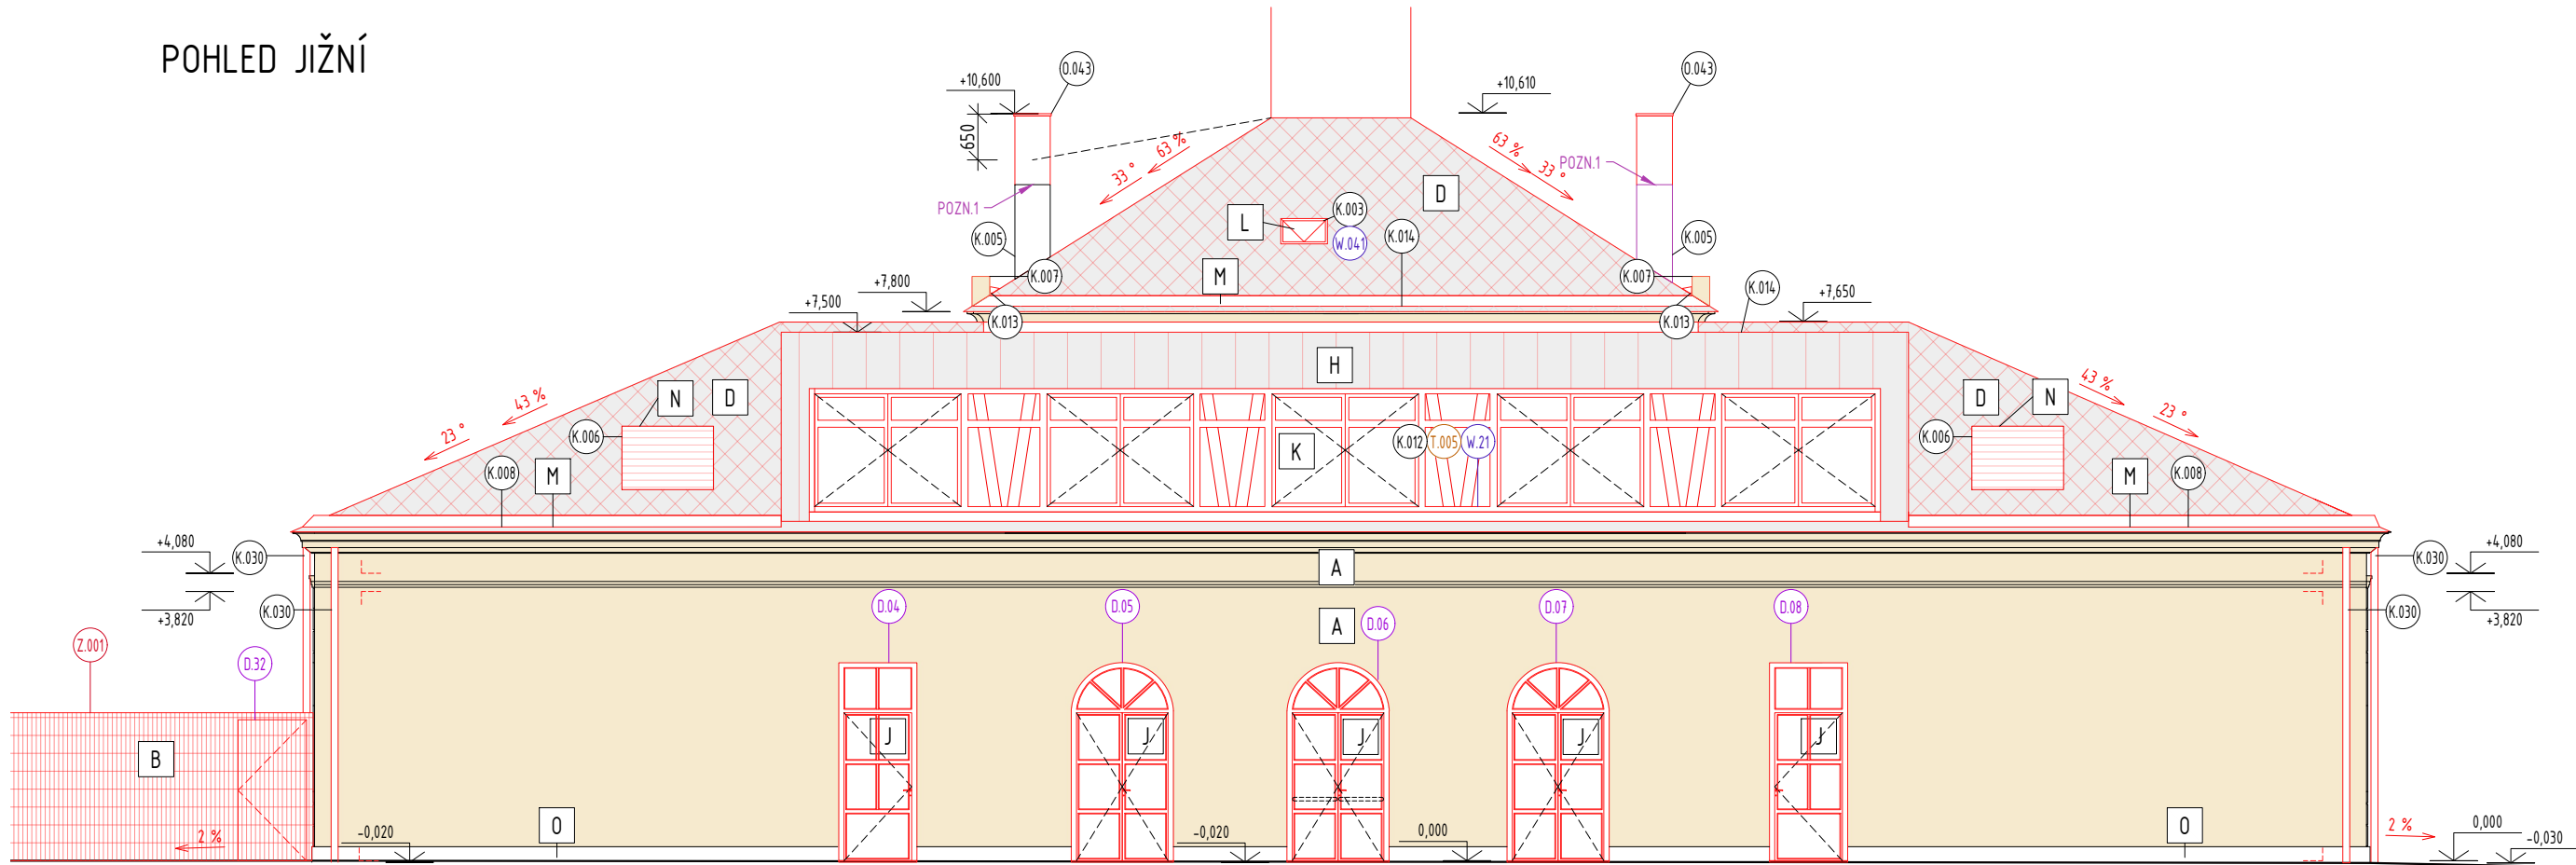 POHLED JIŽNÍ
O.043
O.043
+10,600
+10,610
650
63 %
33 °
63 %
33 °
POZN.1
POZN.1
D
L
K.003
W.041
K.014
K.005
K.005
K.007
K.007
M
K.014
+7,800
+7,500
+7,650
K.013
K.013
H
43 %
23 °
N
D
K.006
43 %
23 °
D
N
K.006
K
K.012
T.005
W.21
K.008
M
M
K.008
+4,080
K.030
A
K.030
+4,080
+3,820
K.030
K.030
+3,820
D.04
D.05
A
D.06
D.07
D.08
Z.001
D.32
B
J
J
J
J
J
2 %
O
-0,020
-0,020
0,000
O
2 %
0,000
-0,030